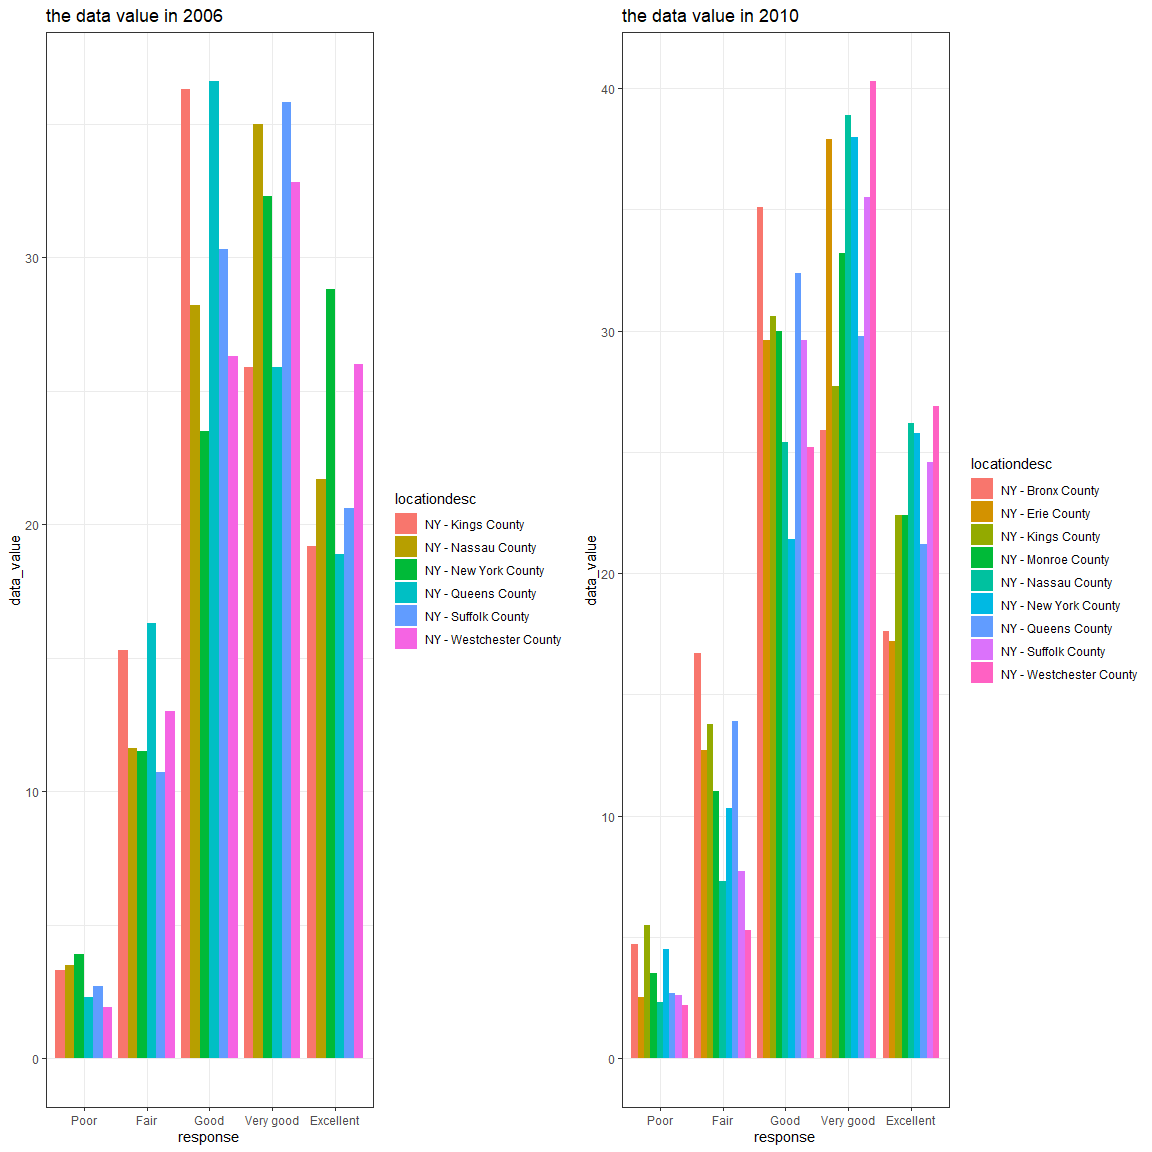 the data value in 2006
data_value
30
20
10
0
Poor Fair Good Very good Excellent
response
locationdesc
NY - Kings County
NY - Nassau County
NY - New York County
NY - Queens County
NY - Suffolk County
NY - Westchester County
the data value in 2010
data_value
40
30
20
10
0
Poor Fair Good Very good Excellent
response
locationdesc
NY - Bronx County
NY - Erie County
NY - Kings County
NY - Monroe County
NY - Nassau County
NY - New York County
NY - Queens County
NY - Suffolk County
NY - Westchester County